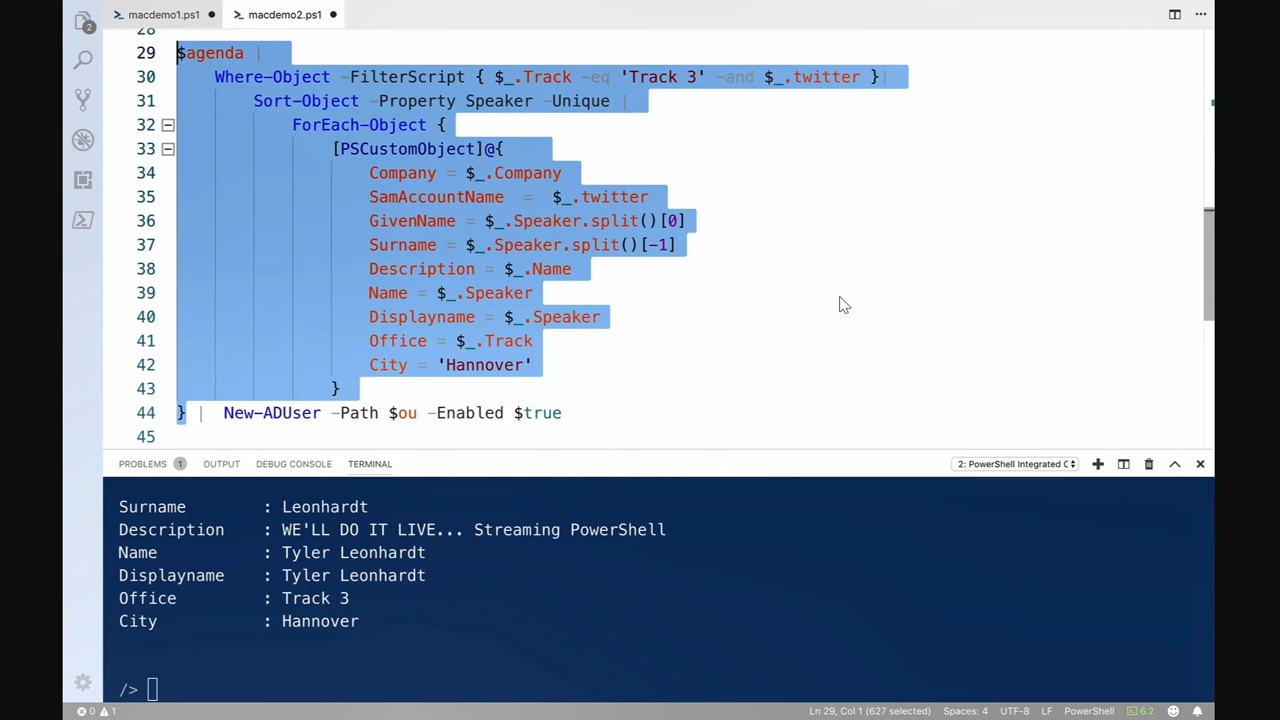 macdemo1.ps1
macdemo2.ps1
2
28
29 $agenda |
30 Where-Object -FilterScript { $_.Track -eq 'Track 3' -and $_.twitter }|
31 Sort-Object -Property Speaker -Unique |
32 ForEach-Object {
33 [PSCustomObject]@{
34 Company = $_.Company
35 SamAccountName = $_.twitter
36 GivenName = $_.Speaker.split()[0]
37 Surname = $_.Speaker.split()[-1]
38 Description = $_.Name
39 Name = $_.Speaker
40 Displayname = $_.Speaker
41 Office = $_.Track
42 City = 'Hannover'
43 }
44 } | New-ADUser -Path $ou -Enabled $true
45
PROBLEMS 1 OUTPUT DEBUG CONSOLE TERMINAL 2: PowerShell Integrated C
Surname : Leonhardt
Description : WE'LL DO IT LIVE... Streaming PowerShell
Name : Tyler Leonhardt
Displayname : Tyler Leonhardt
Office : Track 3
City : Hannover
/>
0 1 Ln 29, Col 1 (627 selected) Spaces: 4 UTF-8 LF PowerShell 6.2